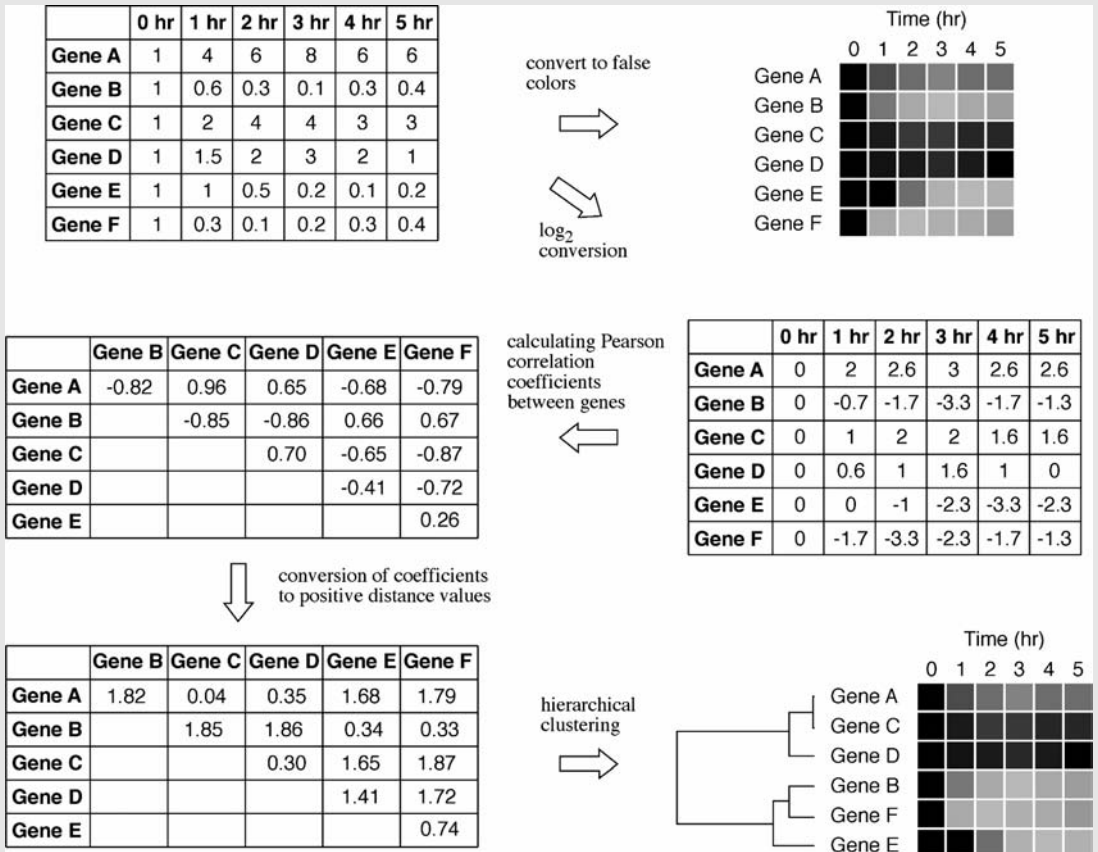 0 hr 1 hr 2 hr 3 hr 4 hr 5 hr
Gene A 1 4 6 8 6 6
Gene B 1 0.6 0.3 0.1 0.3 0.4
Gene C 1 2 4 4 3 3
Gene D 1 1.5 2 3 2 1
Gene E 1 1 0.5 0.2 0.1 0.2
Gene F 1 0.3 0.1 0.2 0.3 0.4
convert to false
colors
log2
conversion
Time (hr)
0 1 2 3 4 5
Gene A
Gene B
Gene C
Gene D
Gene E
Gene F
0 hr 1 hr 2 hr 3 hr 4 hr 5 hr
Gene A 0 2 2.6 3 2.6 2.6
Gene B 0 -0.7 -1.7 -3.3 -1.7 -1.3
Gene C 0 1 2 2 1.6 1.6
Gene D 0 0.6 1 1.6 1 0
Gene E 0 0 -1 -2.3 -3.3 -2.3
Gene F 0 -1.7 -3.3 -2.3 -1.7 -1.3
calculating Pearson
correlation
coefficients
between genes
Gene B Gene C Gene D Gene E Gene F
Gene A -0.82 0.96 0.65 -0.68 -0.79
Gene B -0.85 -0.86 0.66 0.67
Gene C 0.70 -0.65 -0.87
Gene D -0.41 -0.72
Gene E 0.26
conversion of coefficients
to positive distance values
Gene B Gene C Gene D Gene E Gene F
Gene A 1.82 0.04 0.35 1.68 1.79
Gene B 1.85 1.86 0.34 0.33
Gene C 0.30 1.65 1.87
Gene D 1.41 1.72
Gene E 0.74
hierarchical
clustering
Time (hr)
0 1 2 3 4 5
Gene A
Gene C
Gene D
Gene B
Gene F
Gene E